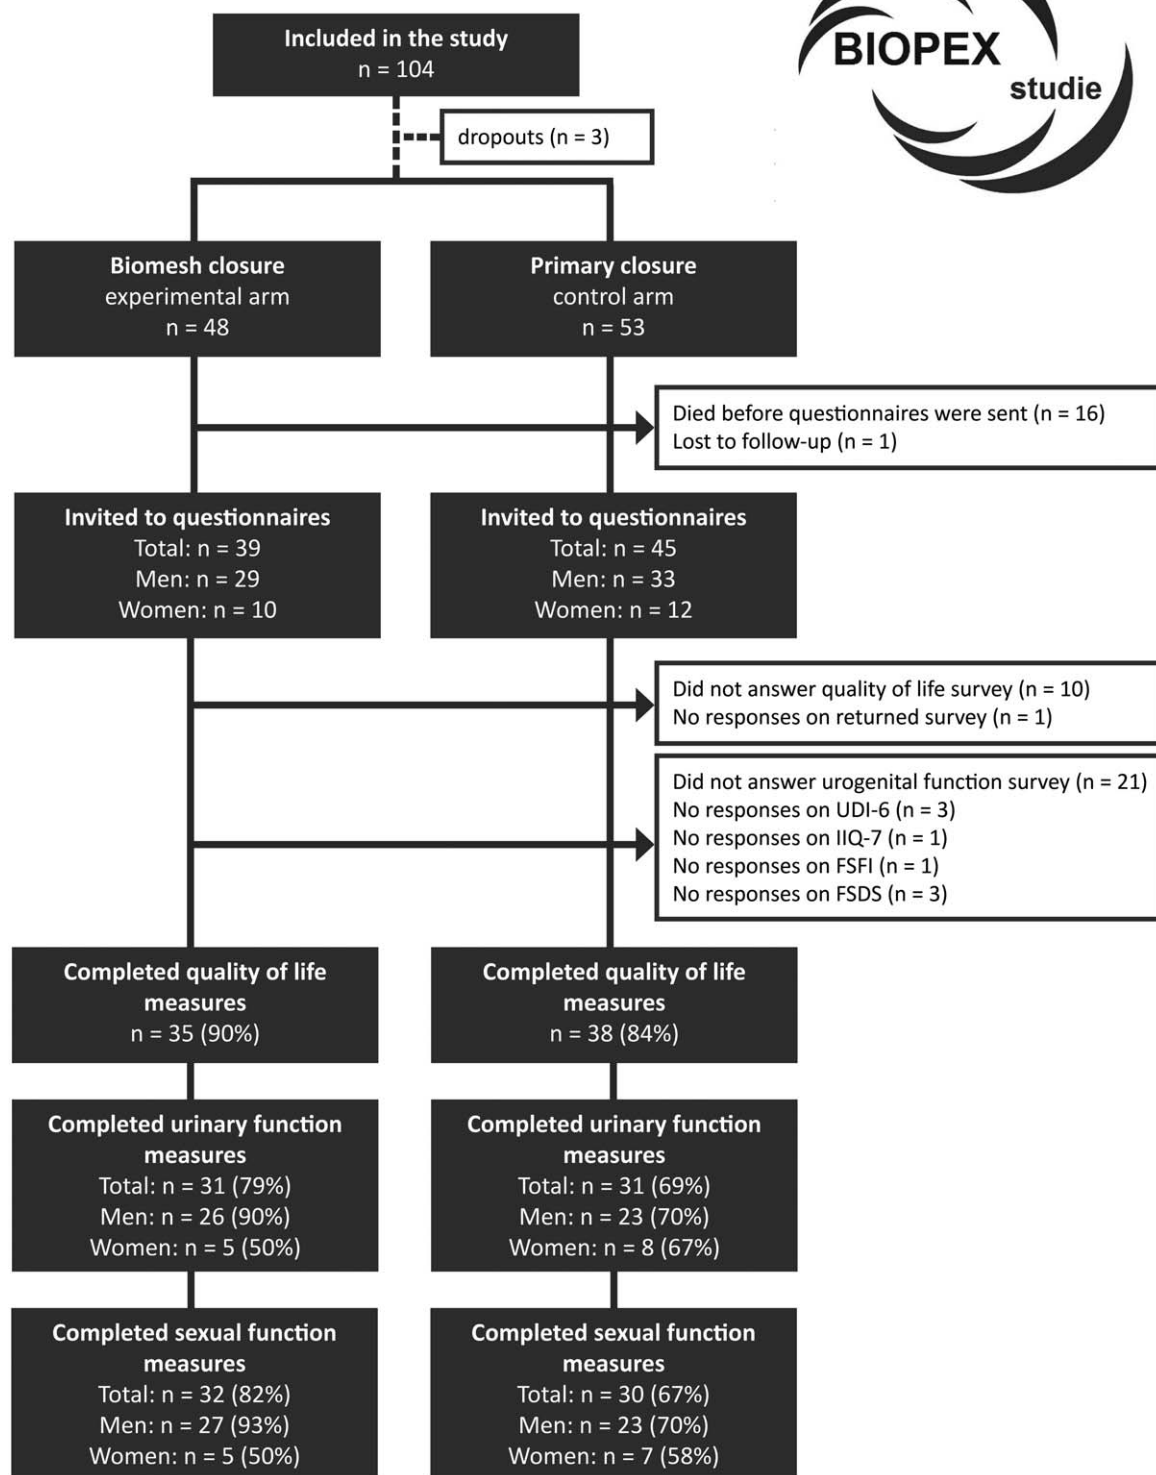 BIOPEX
studie
Included in the study
n = 104
dropouts (n = 3)
Biomesh closure
experimental arm
n = 48
Primary closure
control arm
n = 53
Died before questionnaires were sent (n = 16)
Lost to follow-up (n = 1)
Invited to questionnaires
Total: n = 39
Men: n = 29
Women: n = 10
Invited to questionnaires
Total: n = 45
Men: n = 33
Women: n = 12
Did not answer quality of life survey (n = 10)
No responses on returned survey (n = 1)
Did not answer urogenital function survey (n = 21)
No responses on UDI-6 (n = 3)
No responses on IIQ-7 (n = 1)
No responses on FSFI (n = 1)
No responses on FSDS (n = 3)
Completed quality of life
measures
n = 35 (90%)
Completed quality of life
measures
n = 38 (84%)
Completed urinary function
measures
Total: n = 31 (79%)
Men: n = 26 (90%)
Women: n = 5 (50%)
Completed urinary function
measures
Total: n = 31 (69%)
Men: n = 23 (70%)
Women: n = 8 (67%)
Completed sexual function
measures
Total: n = 32 (82%)
Men: n = 27 (93%)
Women: n = 5 (50%)
Completed sexual function
measures
Total: n = 30 (67%)
Men: n = 23 (70%)
Women: n = 7 (58%)